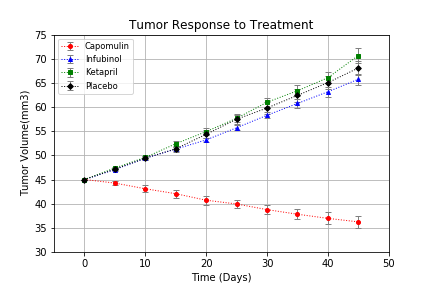 Tumor Response to Treatment
Tumor Volume(mm3)
75
70
65
60
55
50
45
40
35
30
Capomulin
Infubinol
Ketapril
Placebo
0
10
20
30
40
50
Time (Days)